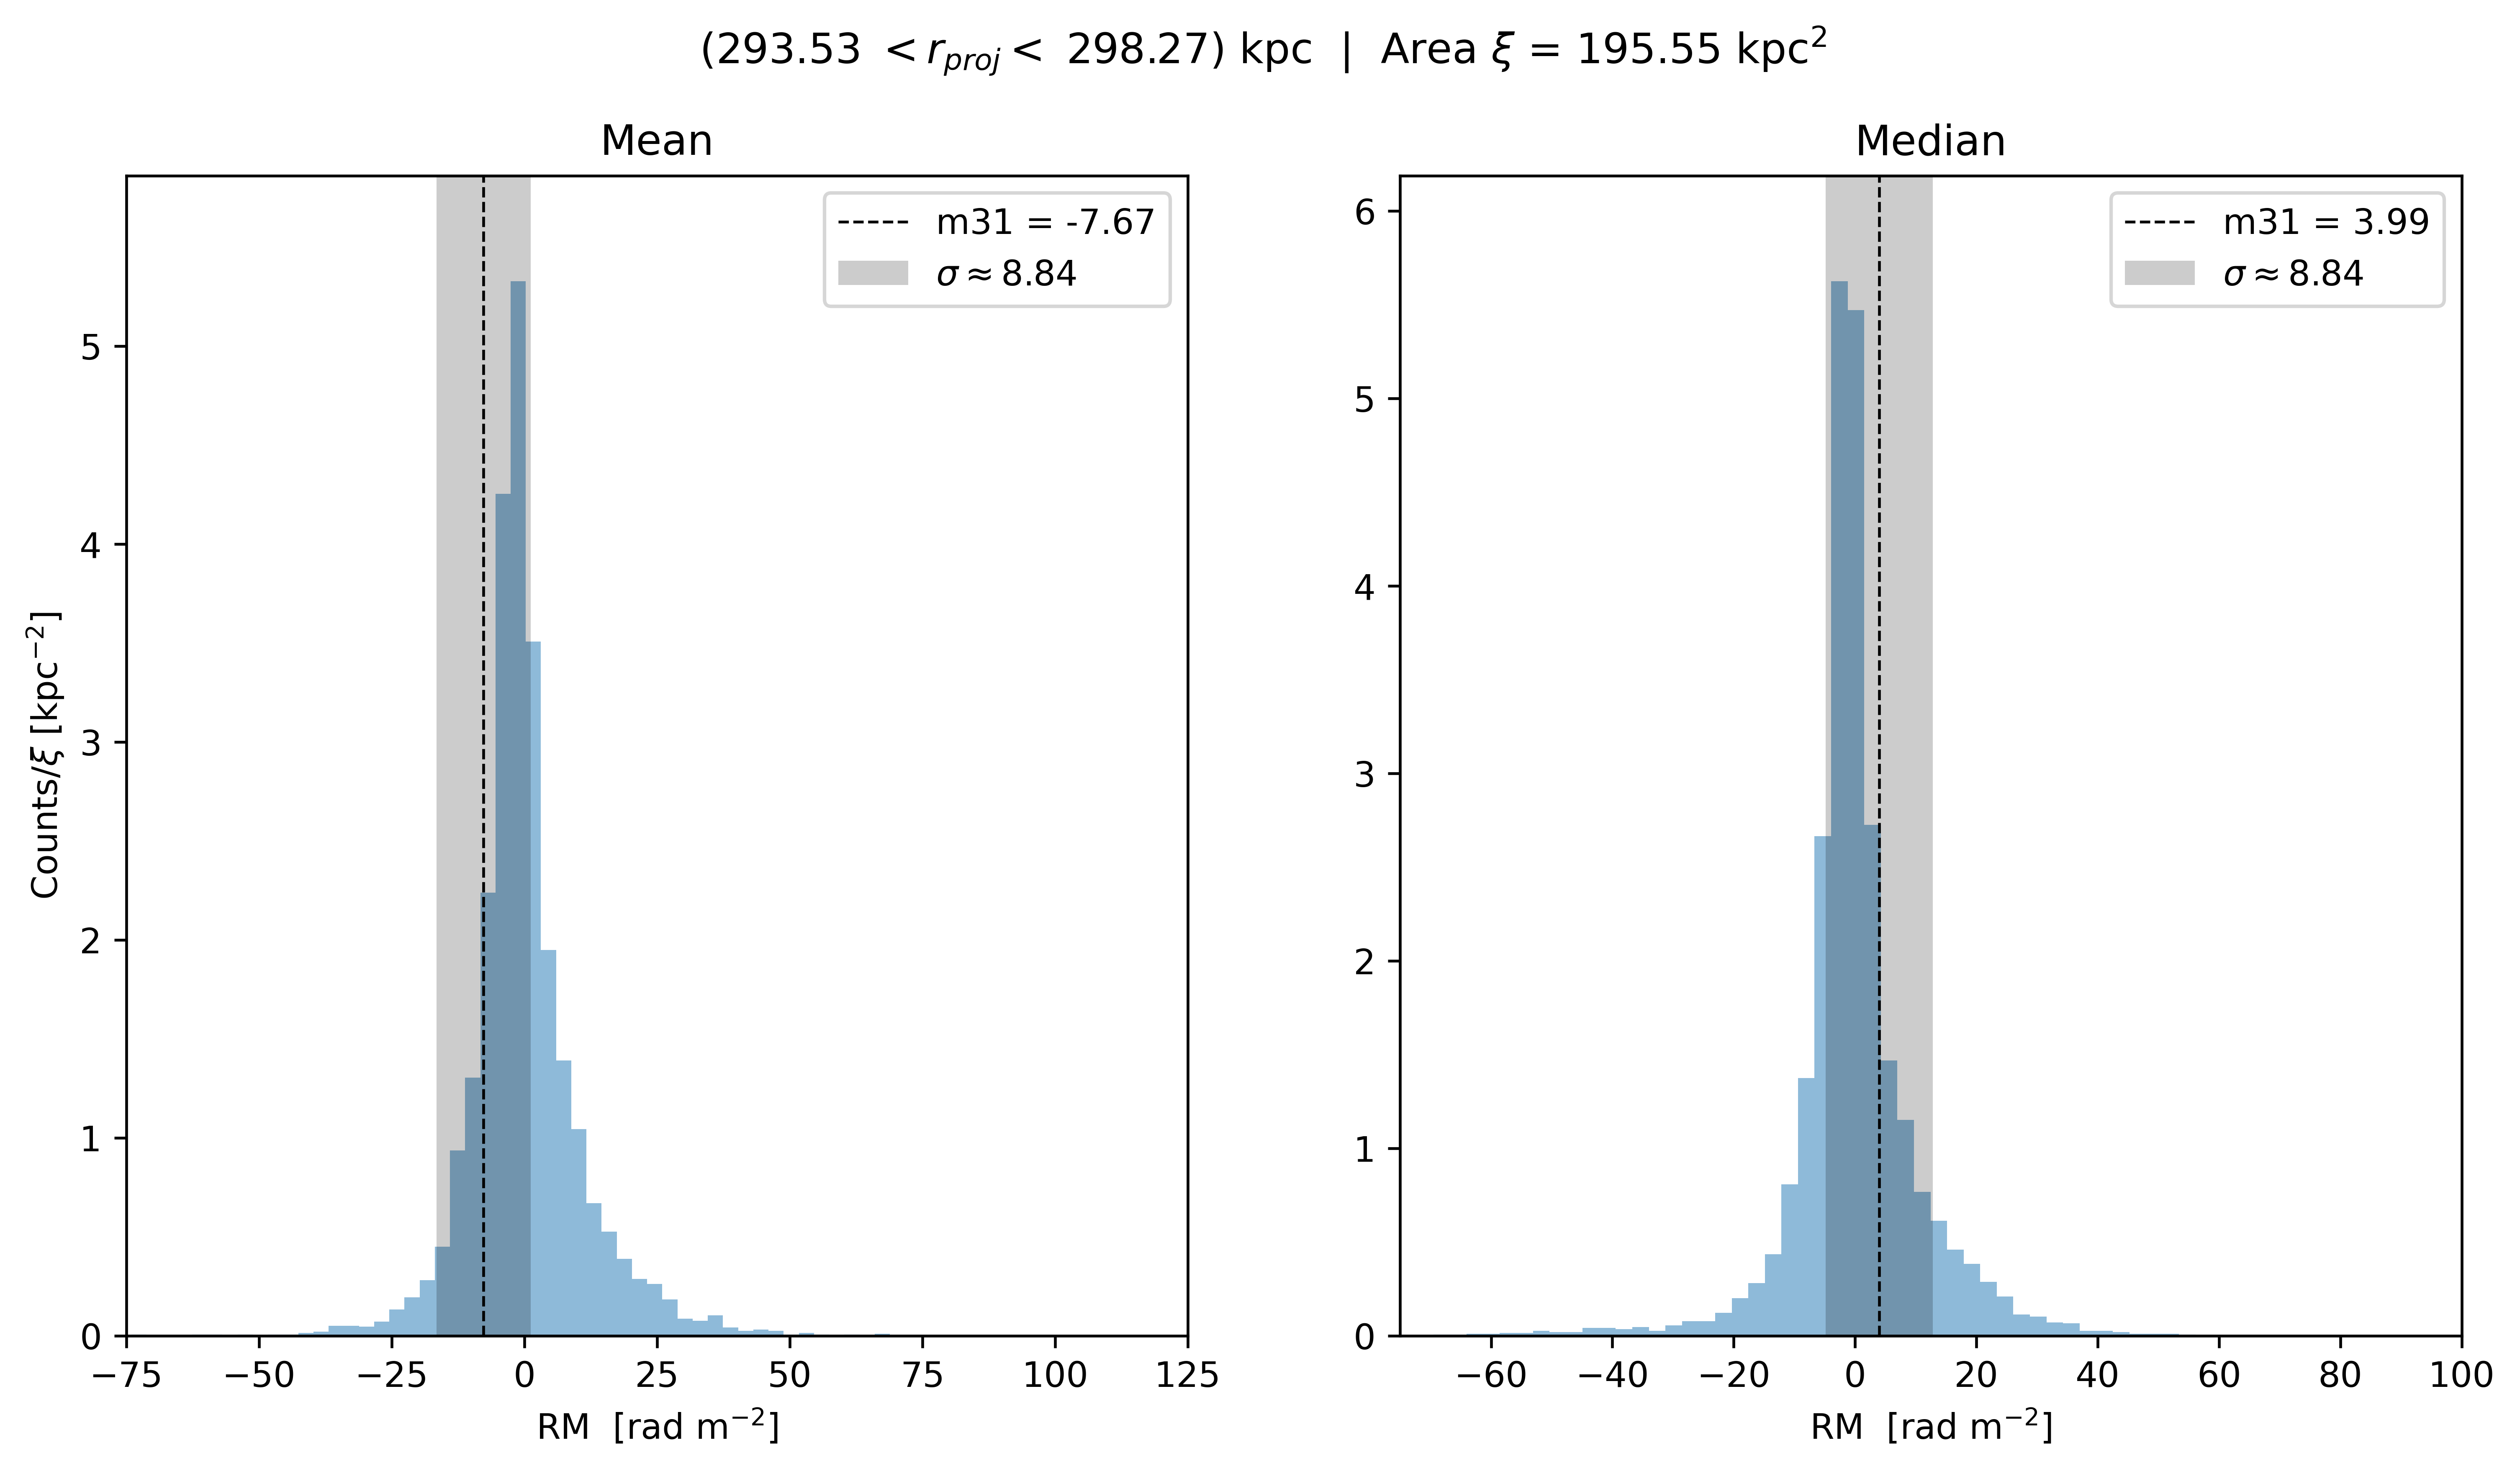 (293.53 < r_proj < 298.27) kpc | Area ξ = 195.55 kpc²
Mean
m31 = -7.67
σ ≈ 8.84
Counts/ξ [kpc⁻²]
5
4
3
2
1
0
−75 −50 −25 0 25 50 75 100 125
RM [rad m⁻²]
Median
m31 = 3.99
σ ≈ 8.84
6
5
4
3
2
1
0
−60 −40 −20 0 20 40 60 80 100
RM [rad m⁻²]